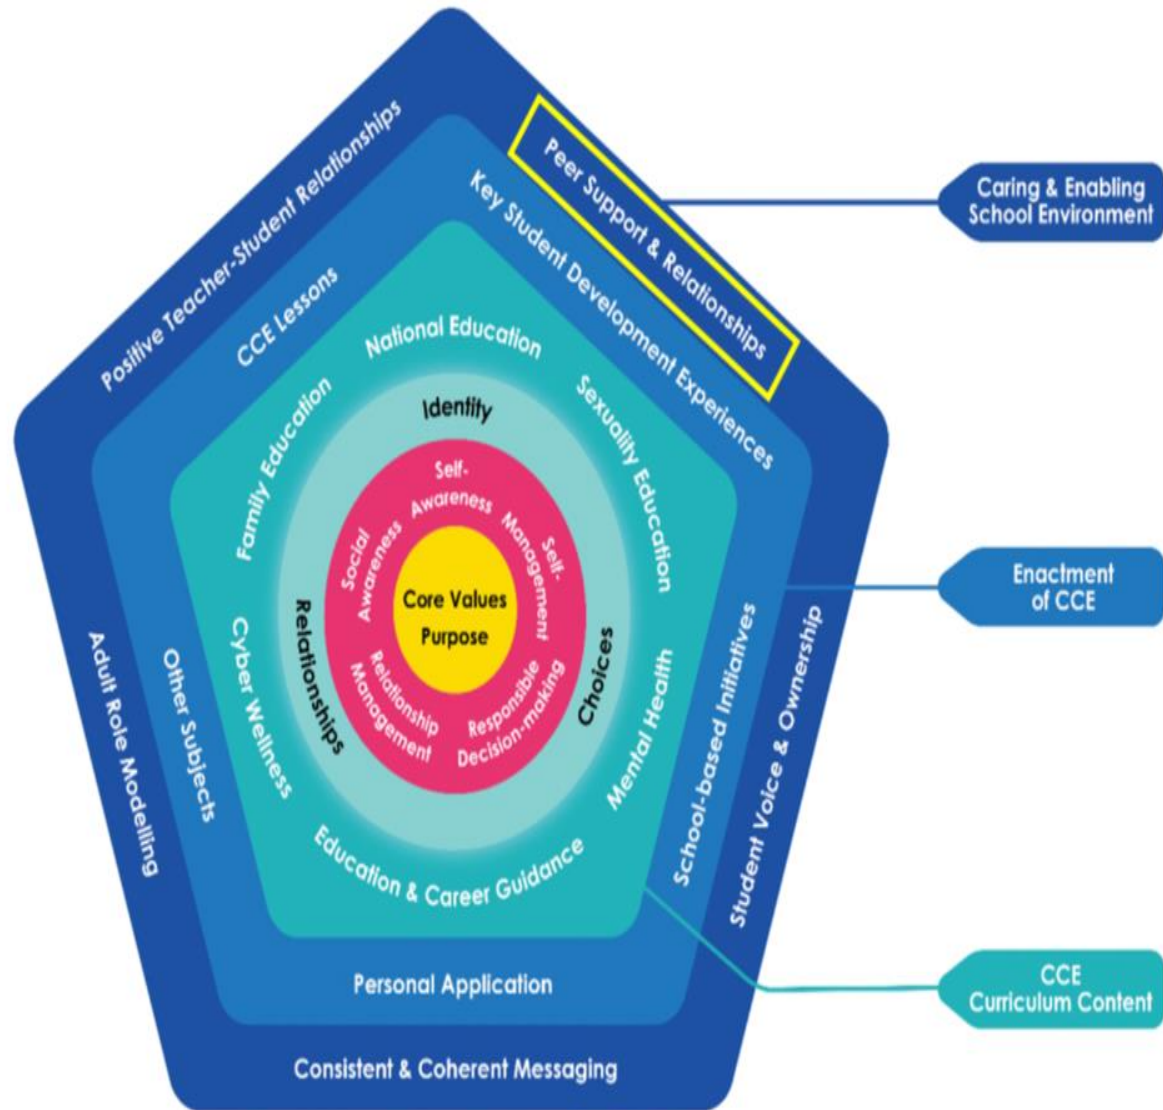 Positive Teacher-Student Relationships
Peer Support & Relationships
Caring & Enabling
School Environment
CCE Lessons
Key Student Development Experiences
National Education
Family Education
Sexuality Education
Identity
Self-
Awareness
Social
Awareness
Self-
Management
Core Values
Purpose
Enactment
of CCE
Relationships
Choices
Relationship
Management
Responsible
Decision-making
Cyber Wellness
Mental Health
Education & Career Guidance
Other Subjects
School-based Initiatives
Adult Role Modelling
Student Voice & Ownership
Personal Application
CCE
Curriculum Content
Consistent & Coherent Messaging